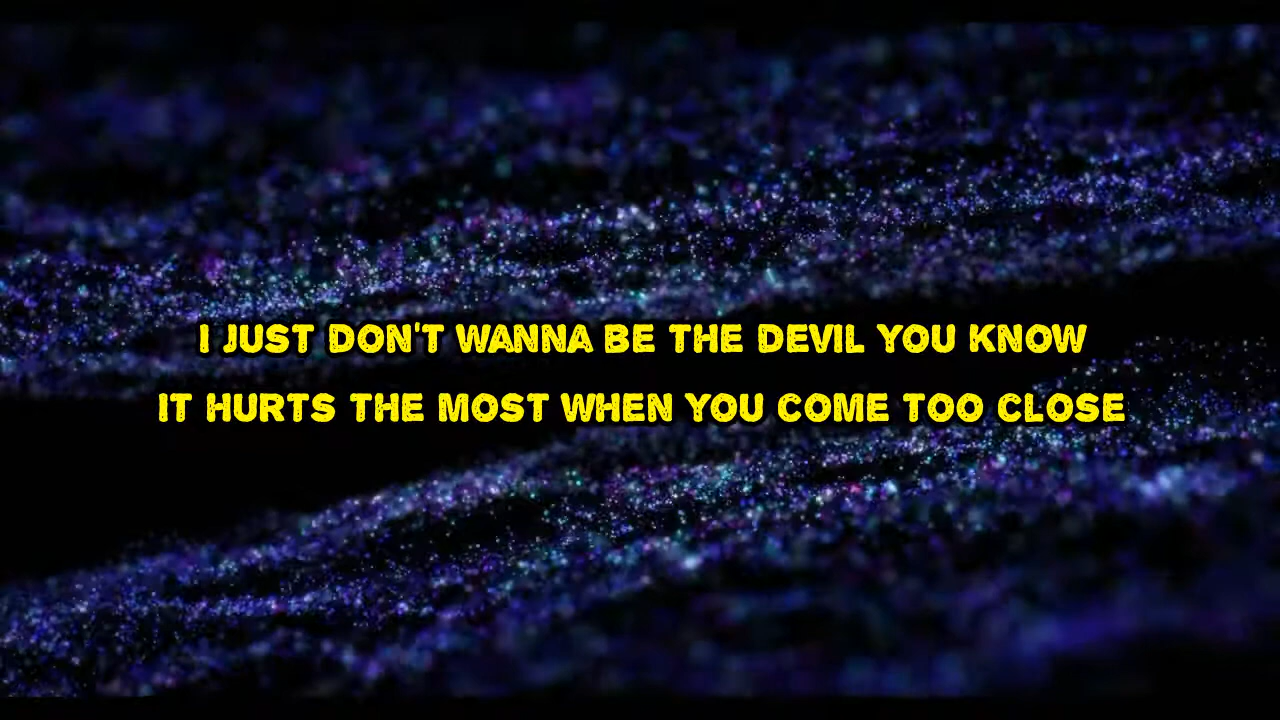 I JUST DON'T WANNA BE THE DEVIL YOU KNOW
IT HURTS THE MOST WHEN YOU COME TOO CLOSE